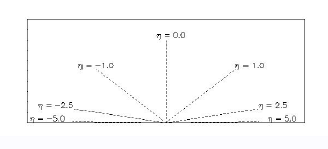 η = 0.0
η = −1.0
η = 1.0
η = −2.5
η = 2.5
η = −5.0
η = 5.0